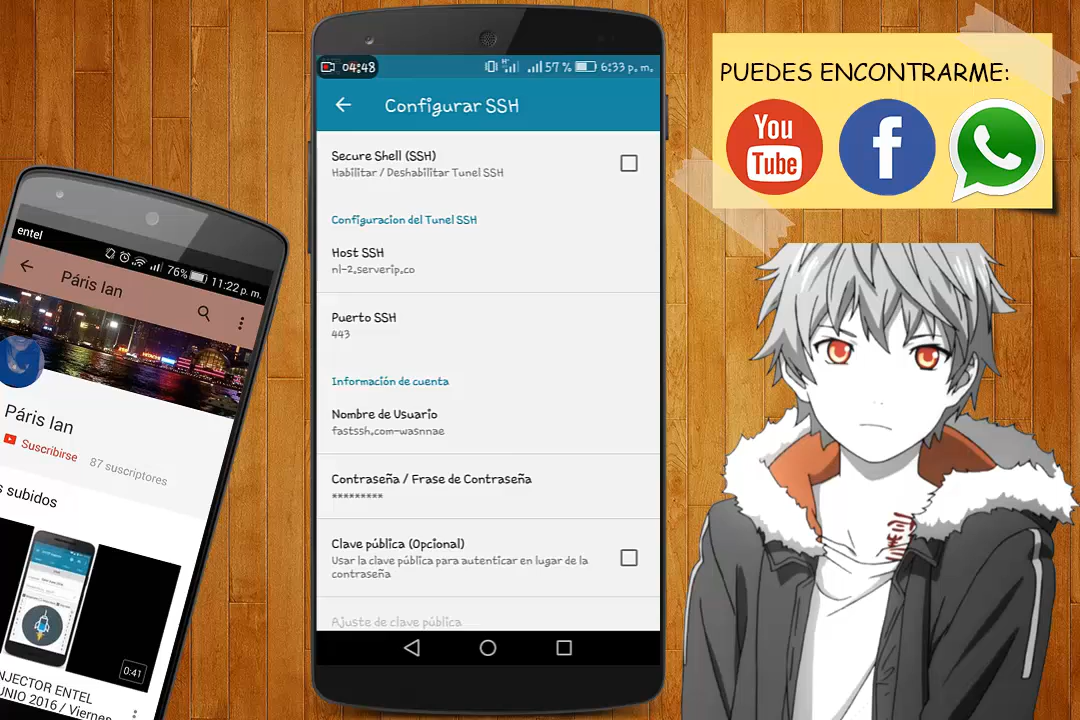 entel
76%
11:22 p. m.
Páris Ian
Páris Ian
Suscribirse
87 suscriptores
subidos
0:41
INJECTOR ENTEL
JUNIO 2016 / Viernes
04:48
57 %
6:33 p. m.
Configurar SSH
Secure Shell (SSH)
Habilitar / Deshabilitar Tunel SSH
Configuracion del Tunel SSH
Host SSH
nl-2.serverip.co
Puerto SSH
443
Información de cuenta
Nombre de Usuario
fastssh.com-wasnnae
Contraseña / Frase de Contraseña
*********
Clave pública (Opcional)
Usar la clave pública para autenticar en lugar de la
contraseña
Ajuste de clave pública
PUEDES ENCONTRARME:
You
Tube
f